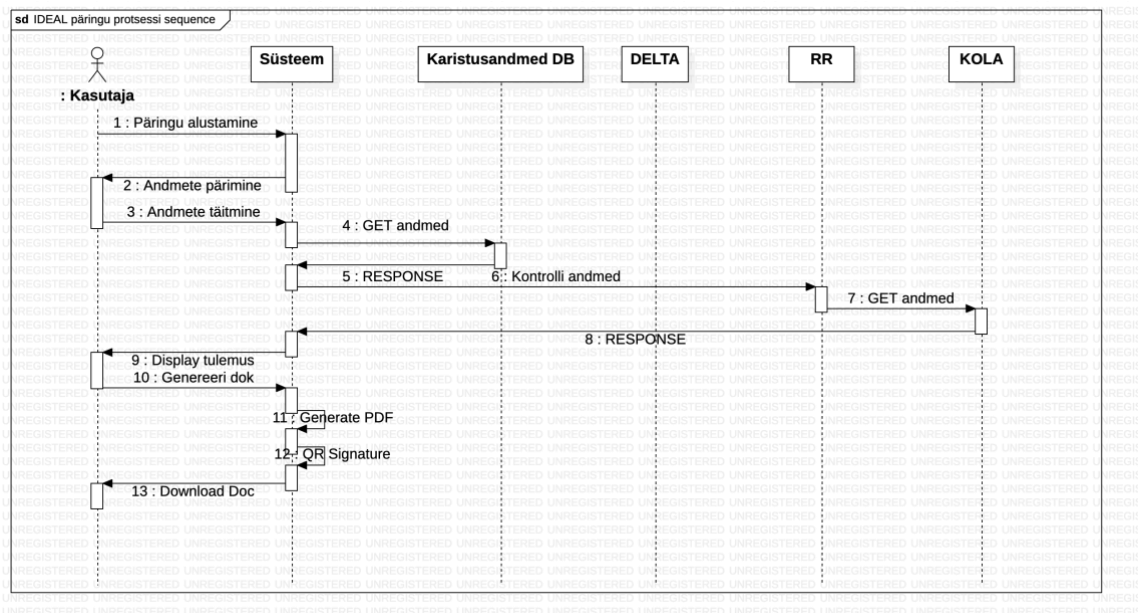 sd IDEAL päringu protsessi sequence
Süsteem
Karistusandmed DB
DELTA
RR
KOLA
: Kasutaja
1 : Päringu alustamine
2 : Andmete pärimine
3 : Andmete täitmine
4 : GET andmed
5 : RESPONSE
6 : Kontrolli andmed
7 : GET andmed
8 : RESPONSE
9 : Display tulemus
10 : Genereeri dok
11 : Generate PDF
12 : QR Signature
13 : Download Doc
UNREGISTERED